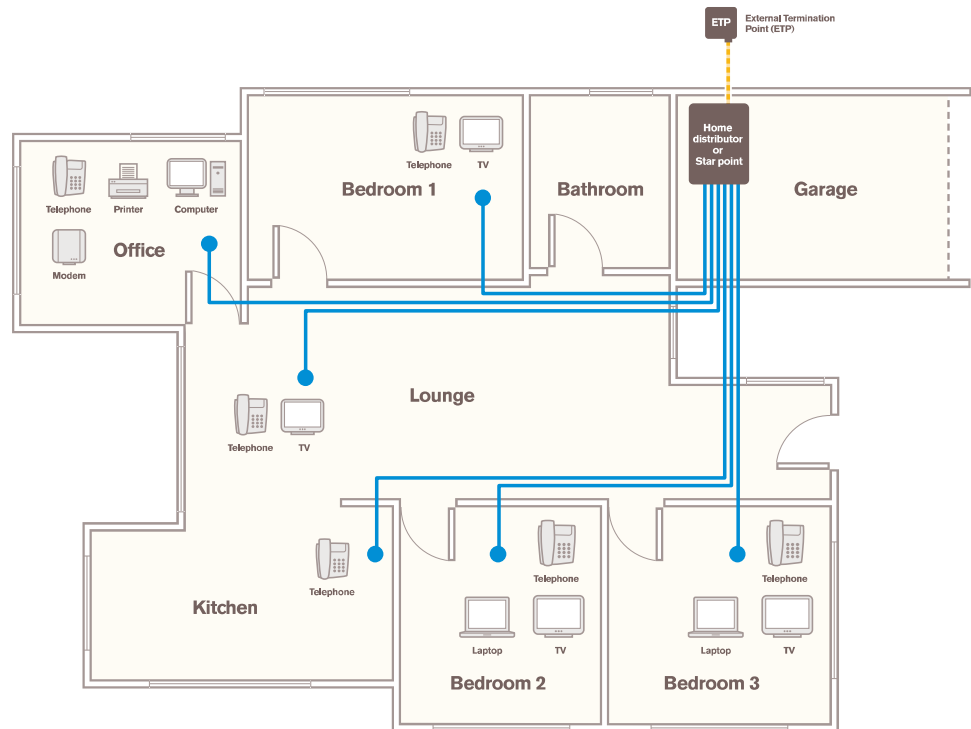 ETP
External Termination
Point (ETP)
Home
distributor
or
Star point
Telephone
TV
Bedroom 1
Bathroom
Garage
Telephone
Printer
Computer
Office
Modem
Lounge
Telephone
TV
Telephone
Kitchen
Telephone
Laptop
TV
Bedroom 2
Telephone
Laptop
TV
Bedroom 3